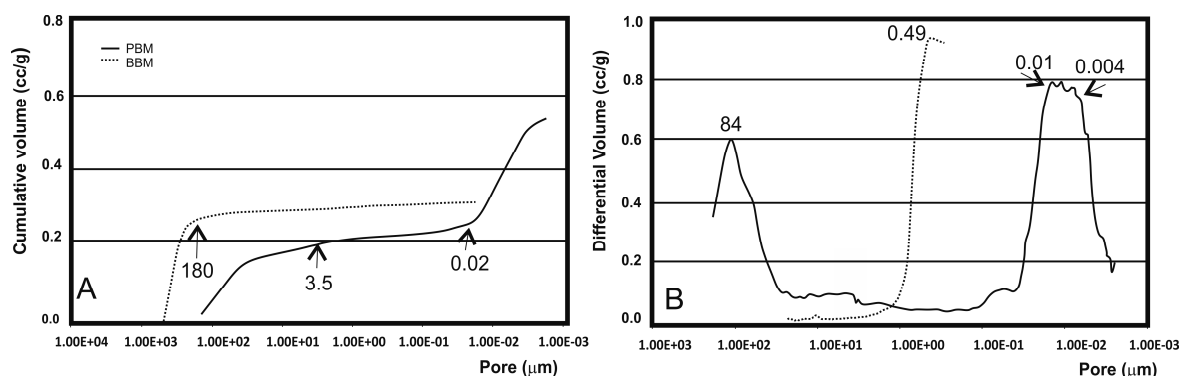 0.8
PBM
BBM
0.6
0.4
0.2
0.0
Cumulative volume (cc/g)
180
3.5
0.02
A
1.00E+04 1.00E+03 1.00E+02 1.00E+01 1.00E+00 1.00E-01 1.00E-02 1.00E-03
Pore (μm)
1.0
0.8
0.6
0.4
0.2
0.0
Differential Volume (cc/g)
0.49
0.01
0.004
84
B
1.00E+03 1.00E+02 1.00E+01 1.00E+00 1.00E-01 1.00E-02 1.00E-03
Pore (μm)